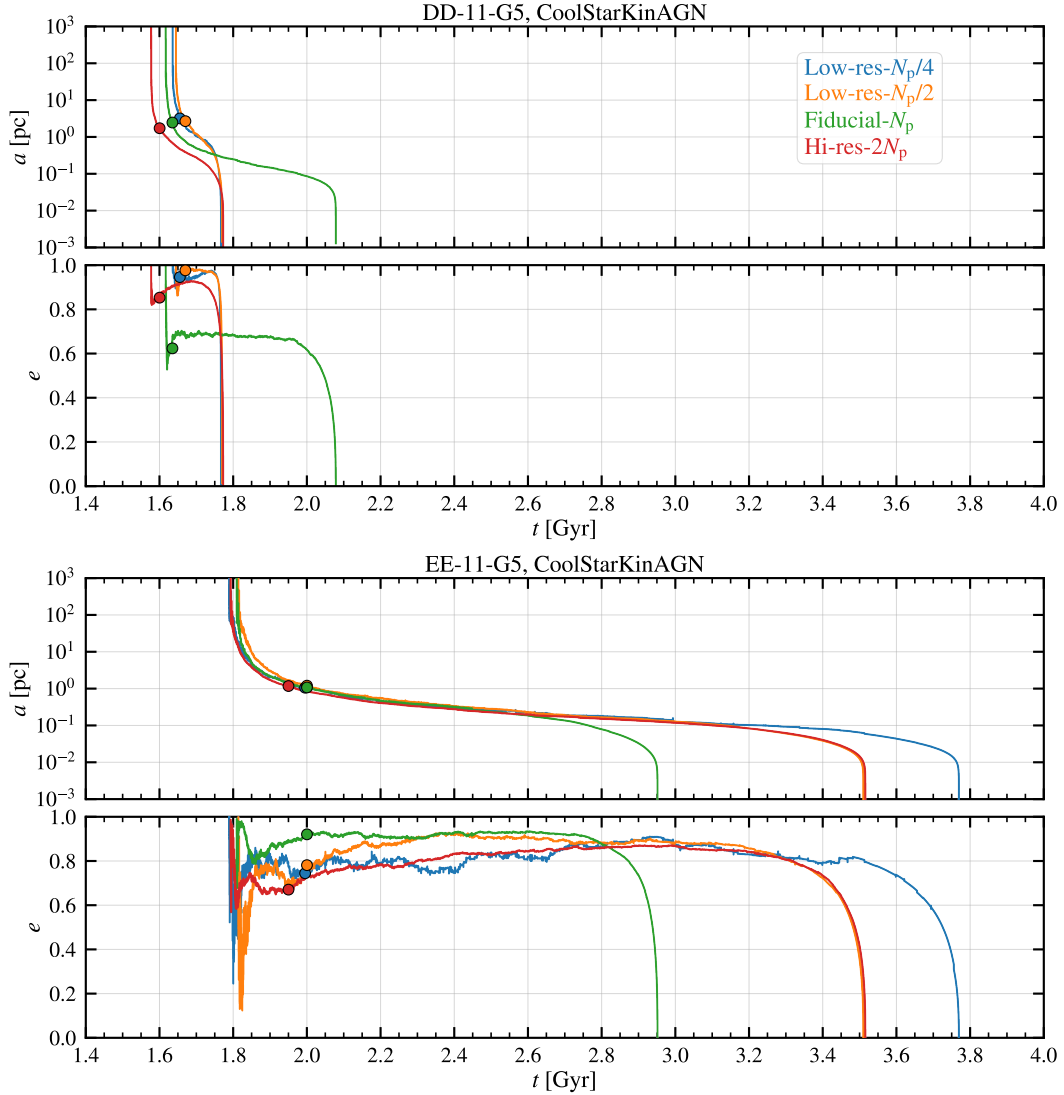 DD-11-G5, CoolStarKinAGN
10³
10²
10¹
10⁰
10⁻¹
10⁻²
10⁻³
a [pc]
Low-res-Nₚ/4
Low-res-Nₚ/2
Fiducial-Nₚ
Hi-res-2Nₚ
1.0
0.8
0.6
0.4
0.2
0.0
e
1.4 1.6 1.8 2.0 2.2 2.4 2.6 2.8 3.0 3.2 3.4 3.6 3.8 4.0
t [Gyr]
EE-11-G5, CoolStarKinAGN
10³
10²
10¹
10⁰
10⁻¹
10⁻²
10⁻³
a [pc]
1.0
0.8
0.6
0.4
0.2
0.0
e
1.4 1.6 1.8 2.0 2.2 2.4 2.6 2.8 3.0 3.2 3.4 3.6 3.8 4.0
t [Gyr]